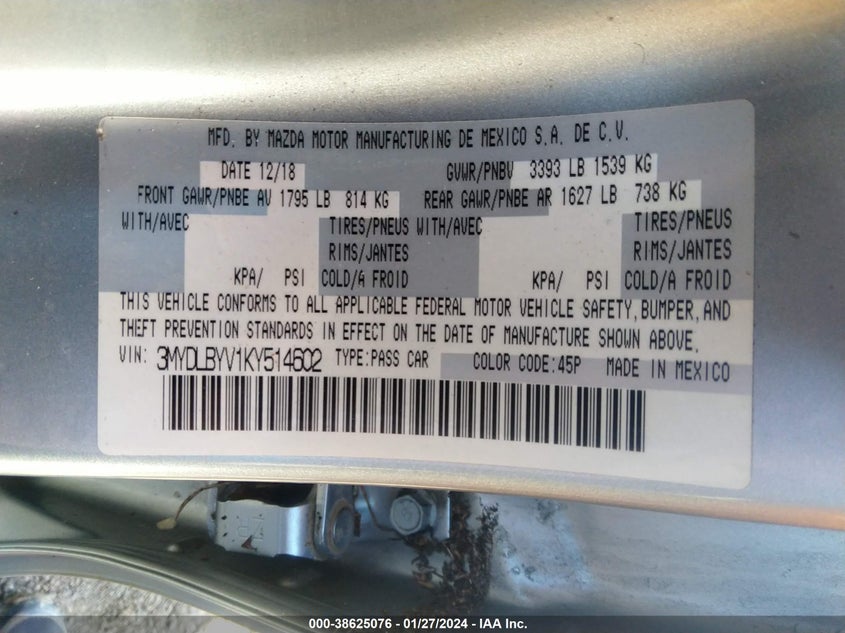 MFD. BY MAZDA MOTOR MANUFACTURING DE MEXICO S.A. DE C.V.
DATE 12/18 GVWR/PNBV 3393 LB 1539 KG
FRONT GAWR/PNBE AV 1795 LB 814 KG REAR GAWR/PNBE AR 1627 LB 738 KG
WITH/AVEC TIRES/PNEUS WITH/AVEC TIRES/PNEUS
RIMS/JANTES RIMS/JANTES
KPA/ PSI COLD/A FROID KPA/ PSI COLD/A FROID
THIS VEHICLE CONFORMS TO ALL APPLICABLE FEDERAL MOTOR VEHICLE SAFETY, BUMPER, AND
THEFT PREVENTION STANDARDS IN EFFECT ON THE DATE OF MANUFACTURE SHOWN ABOVE.
VIN: 3MYDLBYV1KY514602 TYPE:PASS CAR COLOR CODE:45P MADE IN MEXICO
000-38625076 - 01/27/2024 - IAA Inc.